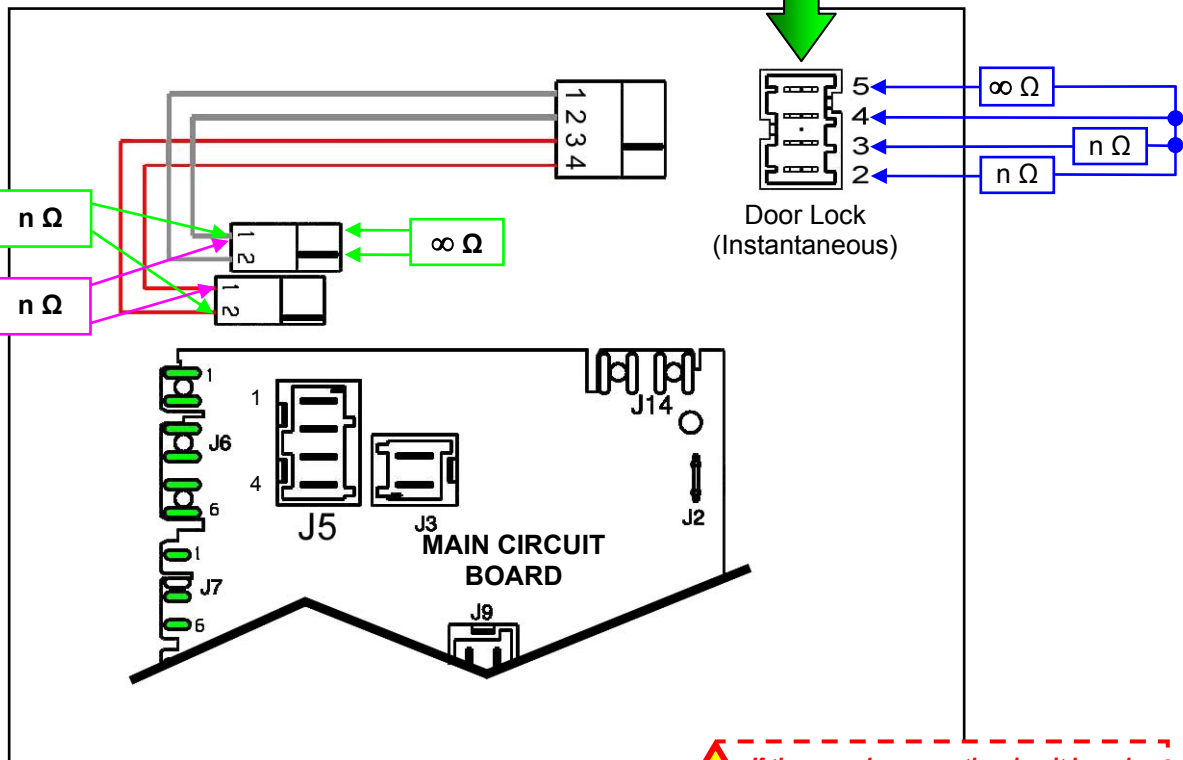 1
2
3
4
5
4
3
2
∞ Ω
n Ω
n Ω
Door Lock
(Instantaneous)
n Ω
n Ω
1
2
∞ Ω
1
2
1
J6
6
1
J7
6
1
4
J5
J3
J14
J2
MAIN CIRCUIT
BOARD
J9